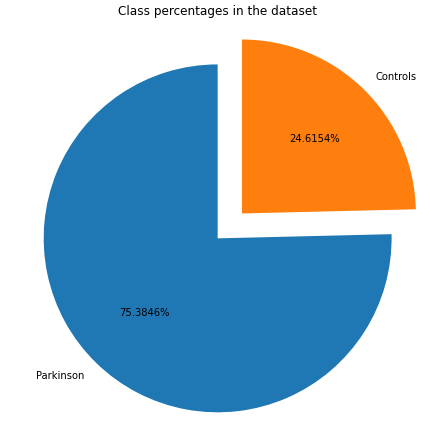 Class percentages in the dataset
Controls
24.6154%
75.3846%
Parkinson